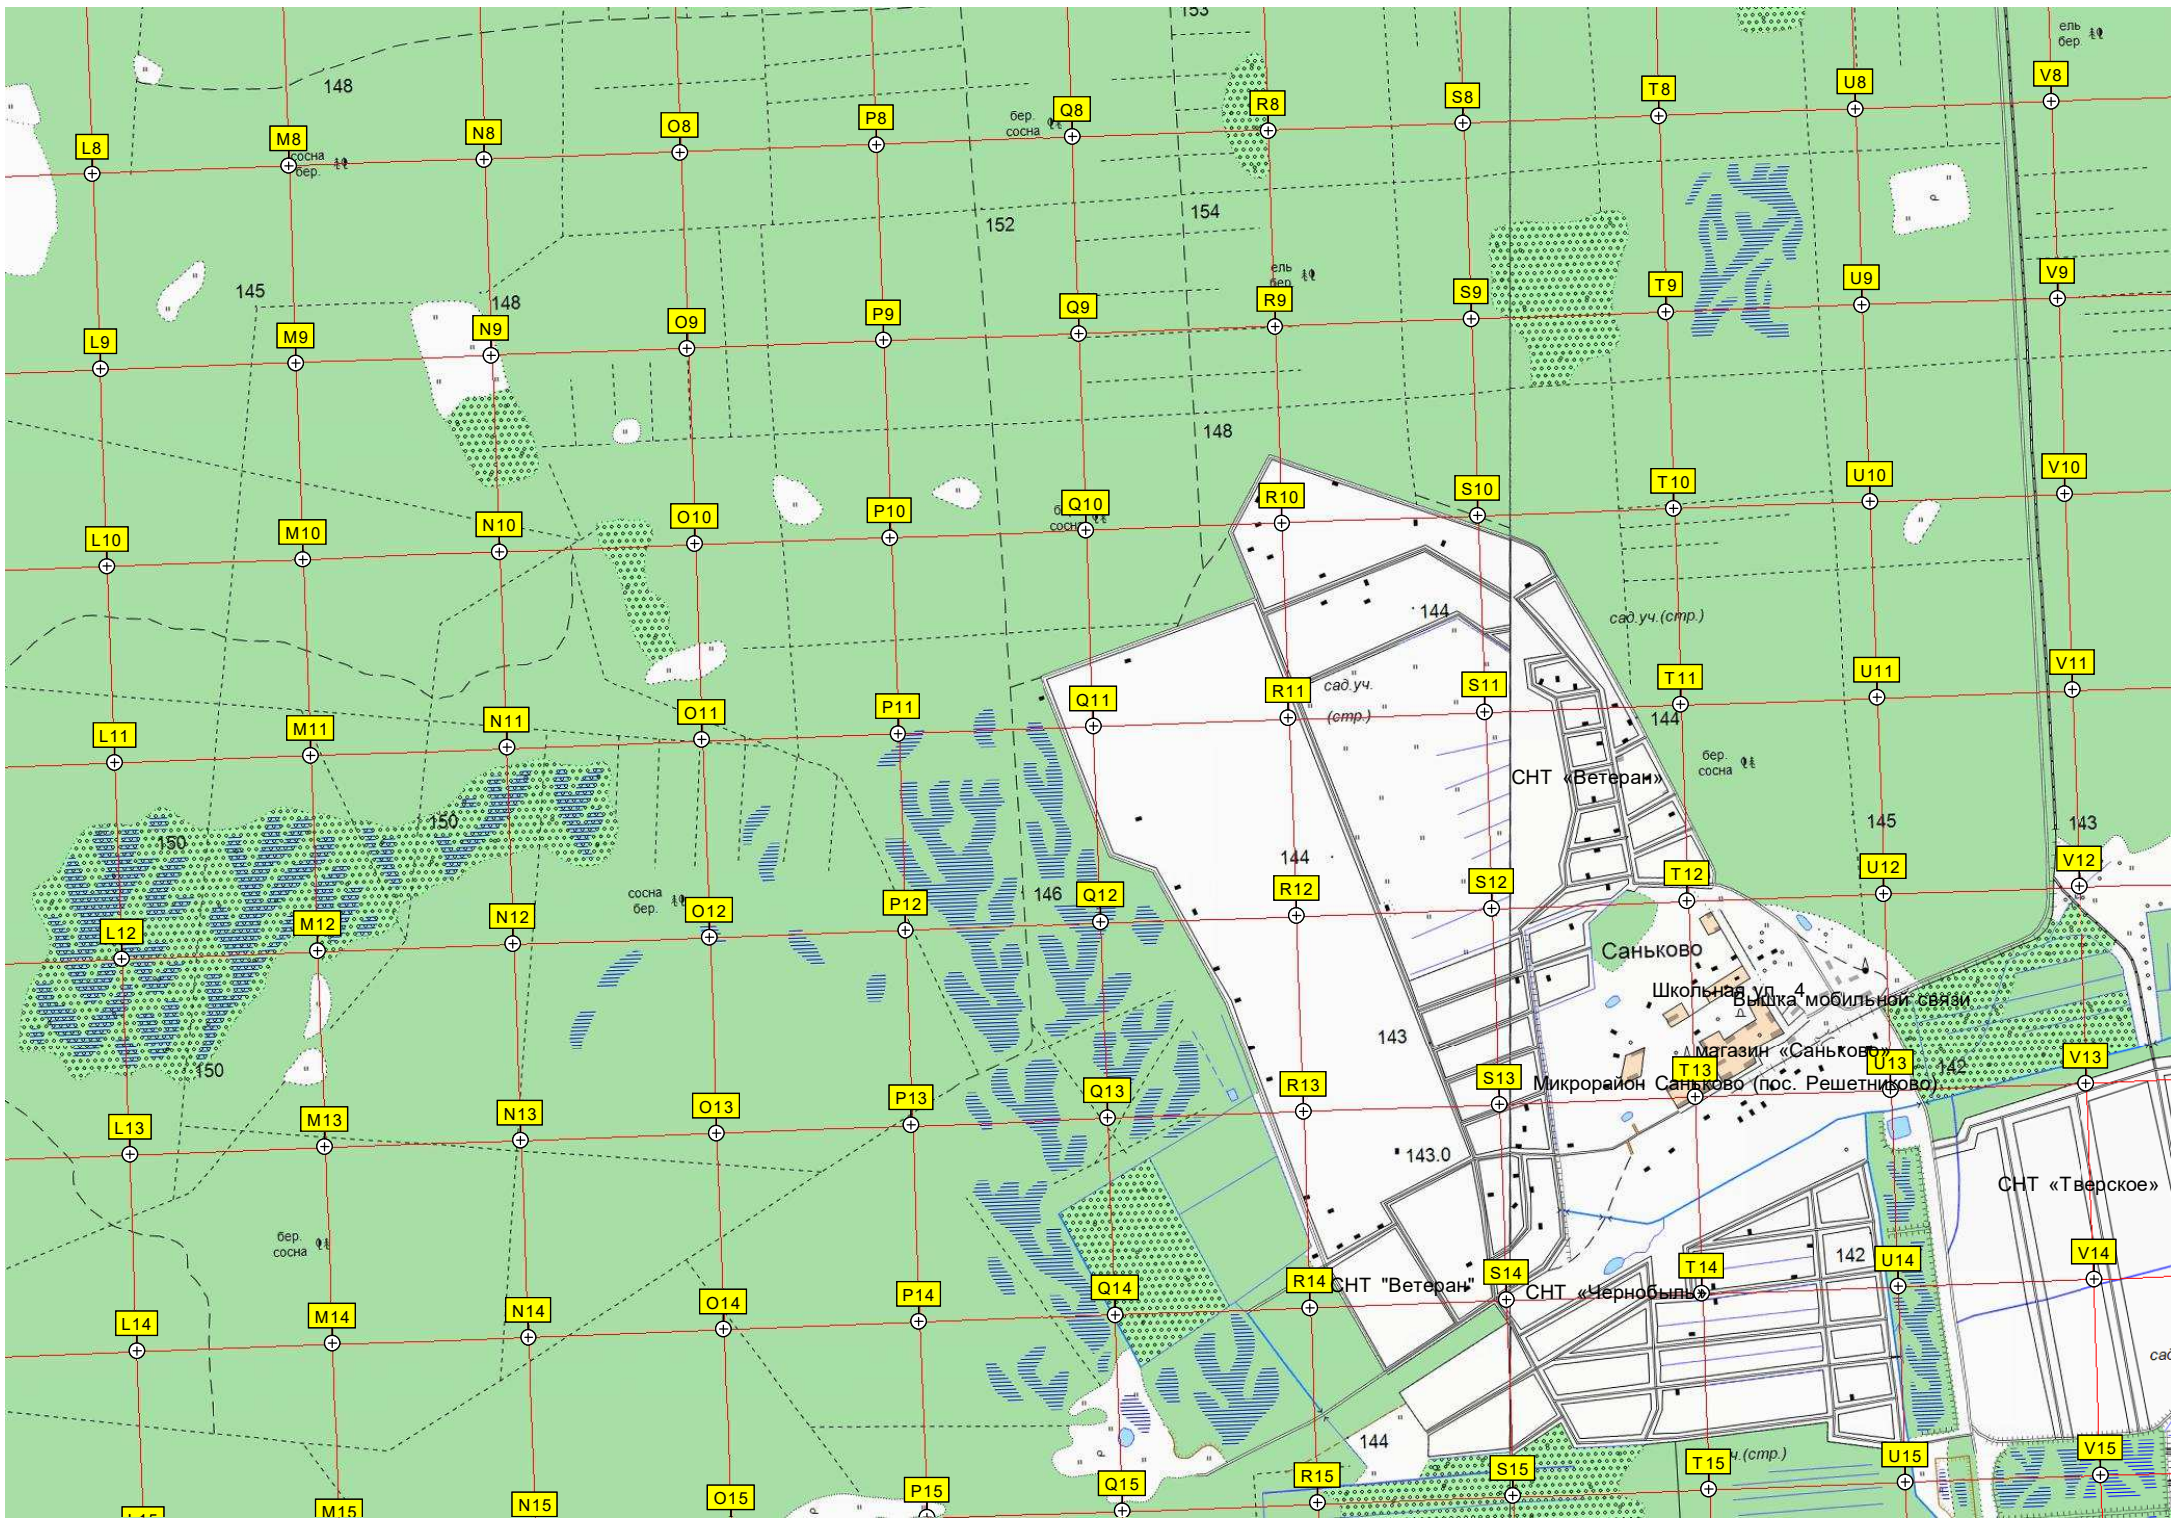 153
ель
бер.
148
V8
U8
T8
S8
R8
Q8
бер.
сосна
P8
O8
N8
M8
L8
сосна
бер.
154
152
ель
бер.
145
148
V9
U9
T9
S9
R9
Q9
P9
O9
N9
M9
L9
148
V10
U10
T10
S10
R10
Q10
сосна
P10
O10
N10
M10
L10
144
сад.уч.(стр.)
V11
U11
T11
S11
R11
сад.уч.
(стр.)
Q11
P11
O11
N11
M11
L11
144
бер.
сосна
СНТ «Ветеран»
145
143
150
150
144
V12
U12
T12
S12
R12
Q12
146
P12
O12
сосна
бер.
N12
M12
L12
Саньково
Школьная ул., 4
Вышка мобильной связи
143
магазин «Саньково»
150
142
V13
U13
T13
S13
Микрорайон Саньково (пос. Решетниково)
R13
Q13
P13
O13
N13
M13
L13
143.0
СНТ «Тверское»
бер.
сосна
142
V14
U14
T14
S14
R14
СНТ "Ветеран"
СНТ «Чернобыль»
Q14
P14
O14
N14
M14
L14
сад
144
ч.(стр.)
V15
U15
T15
S15
R15
Q15
P15
O15
N15
M15
L15